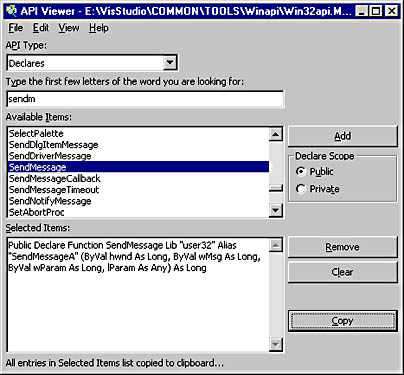 API Viewer - E:\VisStudio\COMMON\TOOLS\Winapi\Win32api.M...
File Edit View Help
API Type:
Declares
Type the first few letters of the word you are looking for:
sendm
Available Items:
SelectPalette
SendDlgItemMessage
SendDriverMessage
SendMessage
SendMessageCallback
SendMessageTimeout
SendNotifyMessage
SetAbortProc
Add
Declare Scope
Public
Private
Selected Items:
Public Declare Function SendMessage Lib "user32" Alias
"SendMessageA" (ByVal hwnd As Long, ByVal wMsg As Long,
ByVal wParam As Long, lParam As Any) As Long
Remove
Clear
Copy
All entries in Selected Items list copied to clipboard...